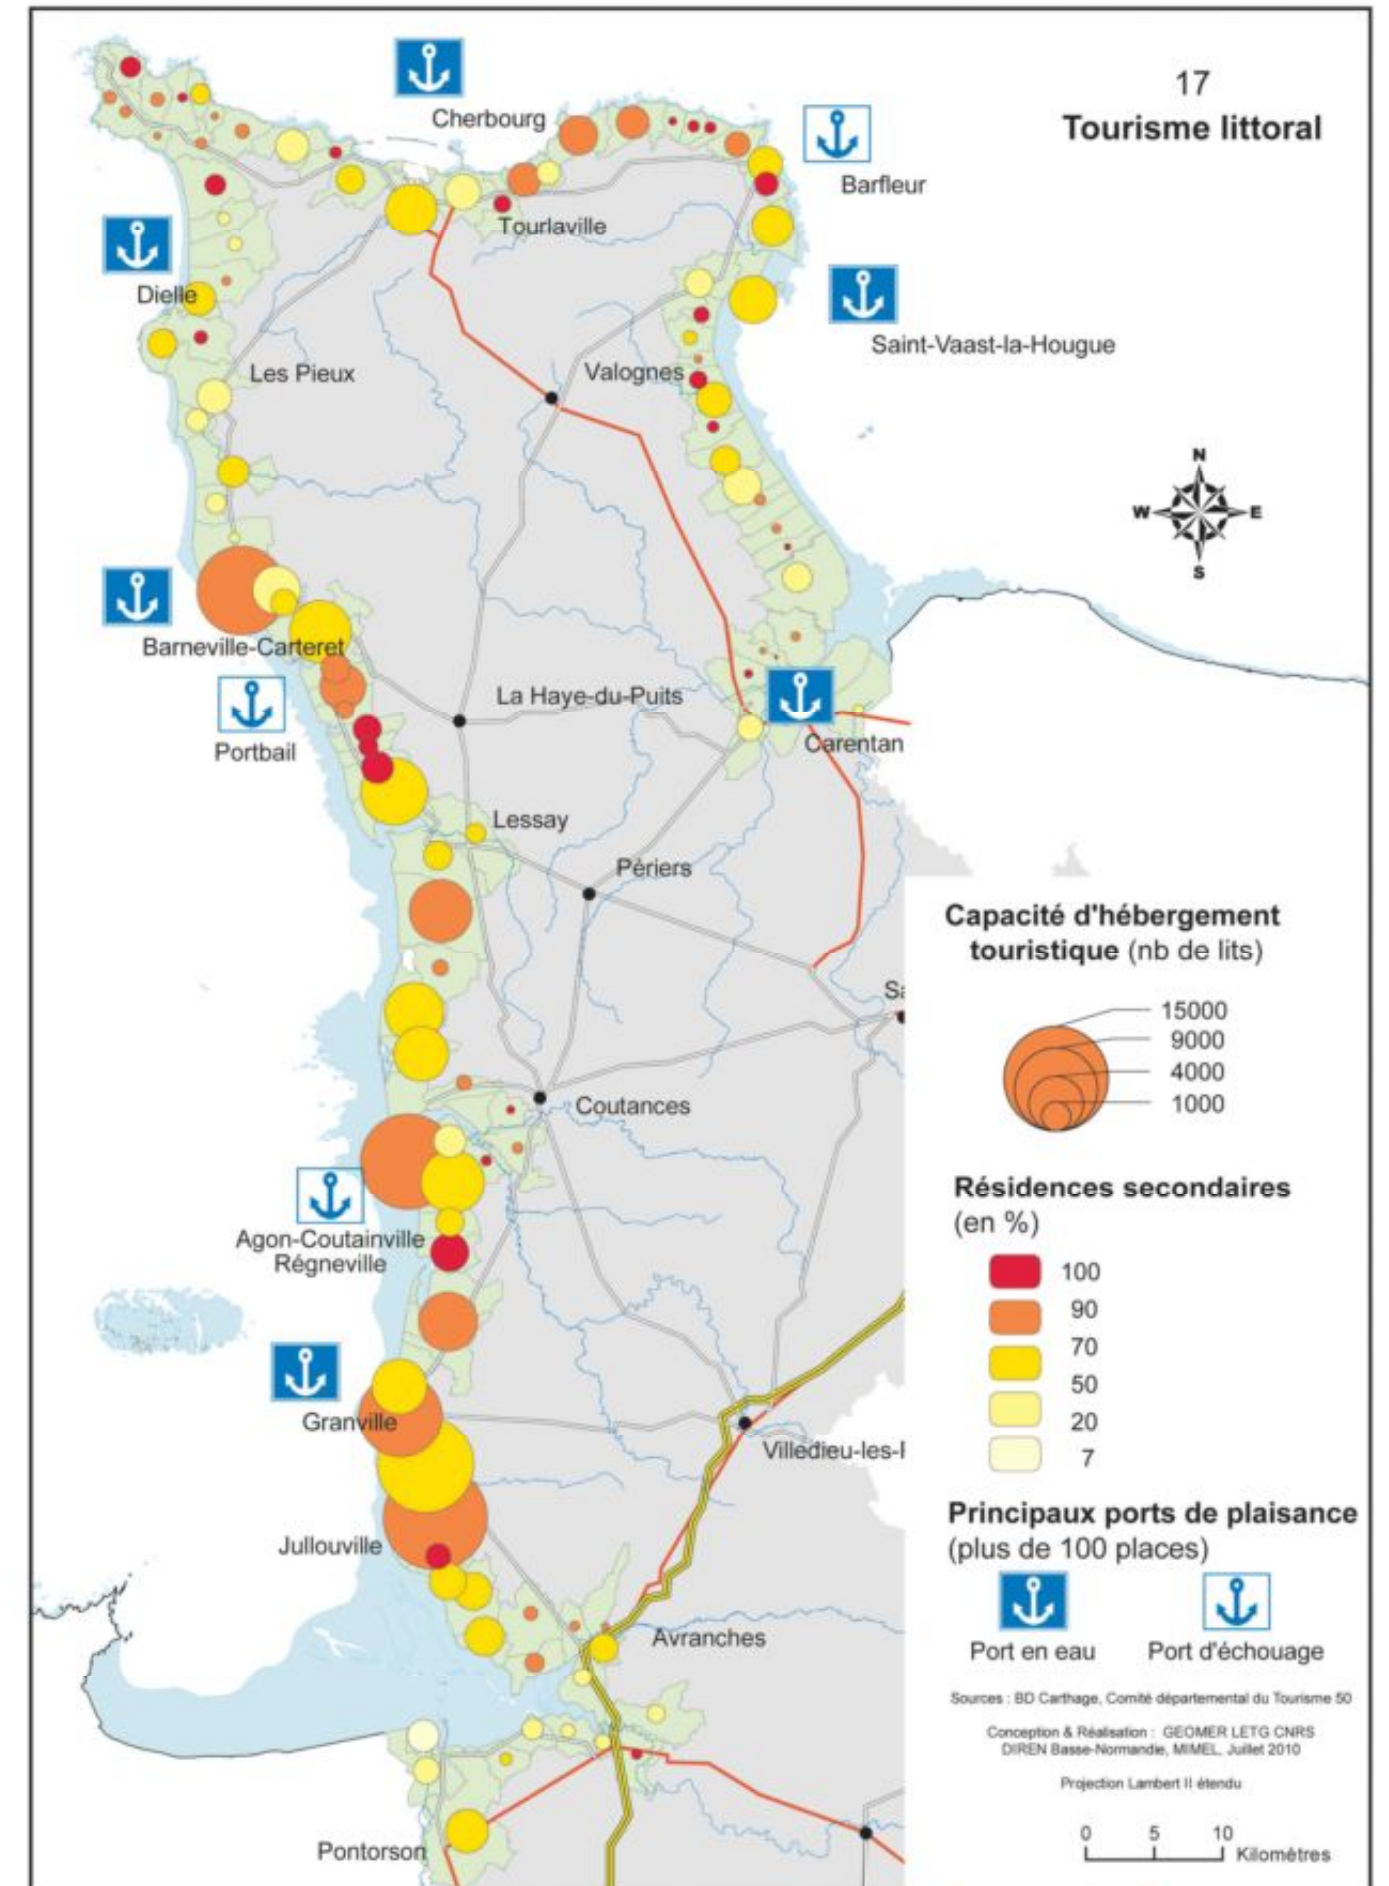 17
Tourisme littoral
Cherbourg
Barfleur
Tourlaville
Dielle
Saint-Vaast-la-Hougue
Les Pieux
Valognes
N
W
E
S
Barneville-Carteret
La Haye-du-Puits
Portbail
Carentan
Lessay
Pèriers
Capacité d'hébergement
touristique (nb de lits)
Sa
15000
9000
4000
1000
Coutances
Résidences secondaires
(en %)
Agon-Coutainville
Régneville
100
90
70
50
20
7
Granville
Villedieu-les-
Principaux ports de plaisance
(plus de 100 places)
Jullouville
Avranches
Port en eau
Port d'échouage
Sources : BD Carthage, Comité départemental du Tourisme 50
Conception & Réalisation : GEOMER LETG CNRS
DIREN Basse-Normandie, MIMEL, Juillet 2010
Projection Lambert II étendu
0 5 10
Kilomètres
Pontorson